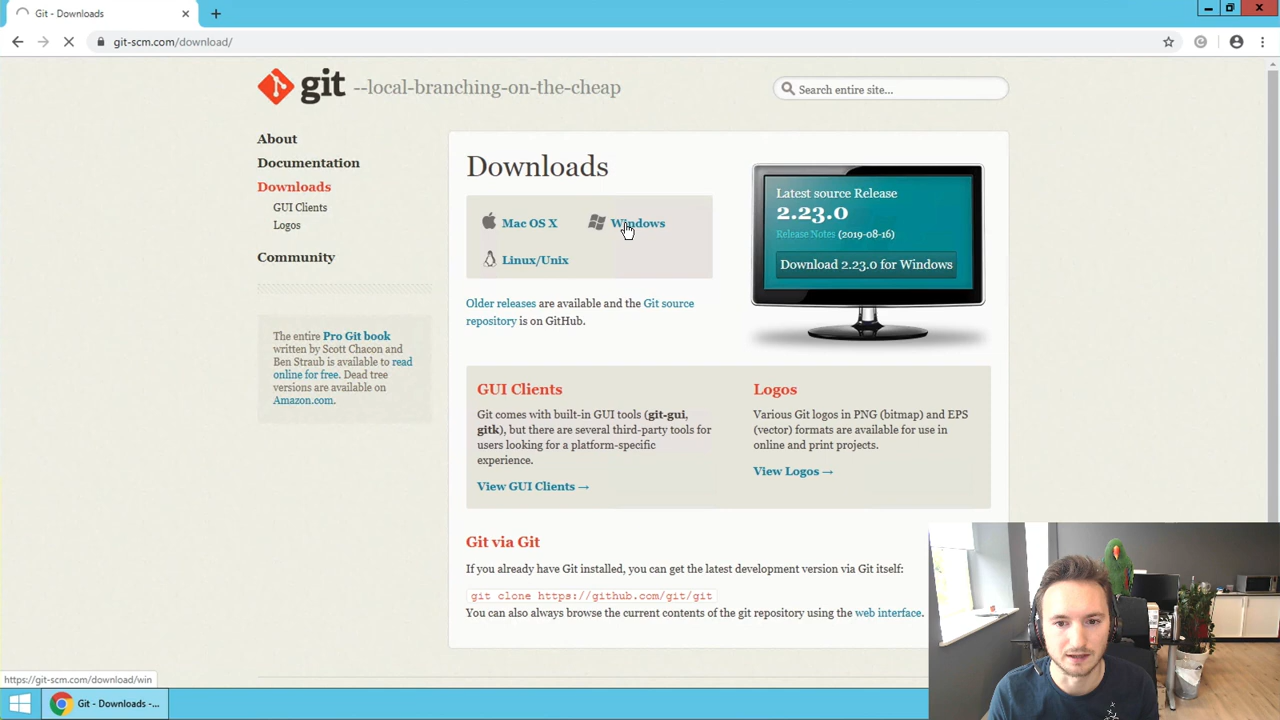 Git - Downloads
git-scm.com/download/
git --local-branching-on-the-cheap
Search entire site...
About
Documentation
Downloads
GUI Clients
Logos
Community
The entire Pro Git book
written by Scott Chacon and
Ben Straub is available to read
online for free. Dead tree
versions are available on
Amazon.com.
Downloads
Mac OS X
Windows
Linux/Unix
Older releases are available and the Git source
repository is on GitHub.
Latest source Release
2.23.0
Release Notes (2019-08-16)
Download 2.23.0 for Windows
GUI Clients
Git comes with built-in GUI tools (git-gui,
gitk), but there are several third-party tools for
users looking for a platform-specific
experience.
View GUI Clients →
Logos
Various Git logos in PNG (bitmap) and EPS
(vector) formats are available for use in
online and print projects.
View Logos →
Git via Git
If you already have Git installed, you can get the latest development version via Git itself:
git clone https://github.com/git/git
You can also always browse the current contents of the git repository using the web interface.
https://git-scm.com/download/win
Git - Downloads -...